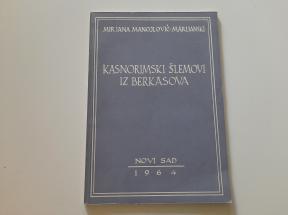 MIRJANA MANOJLOVIĆ-MARIJANSKI
KASNORIMSKI ŠLEMOVI
IZ BERKASOVA
NOVI SAD
1964